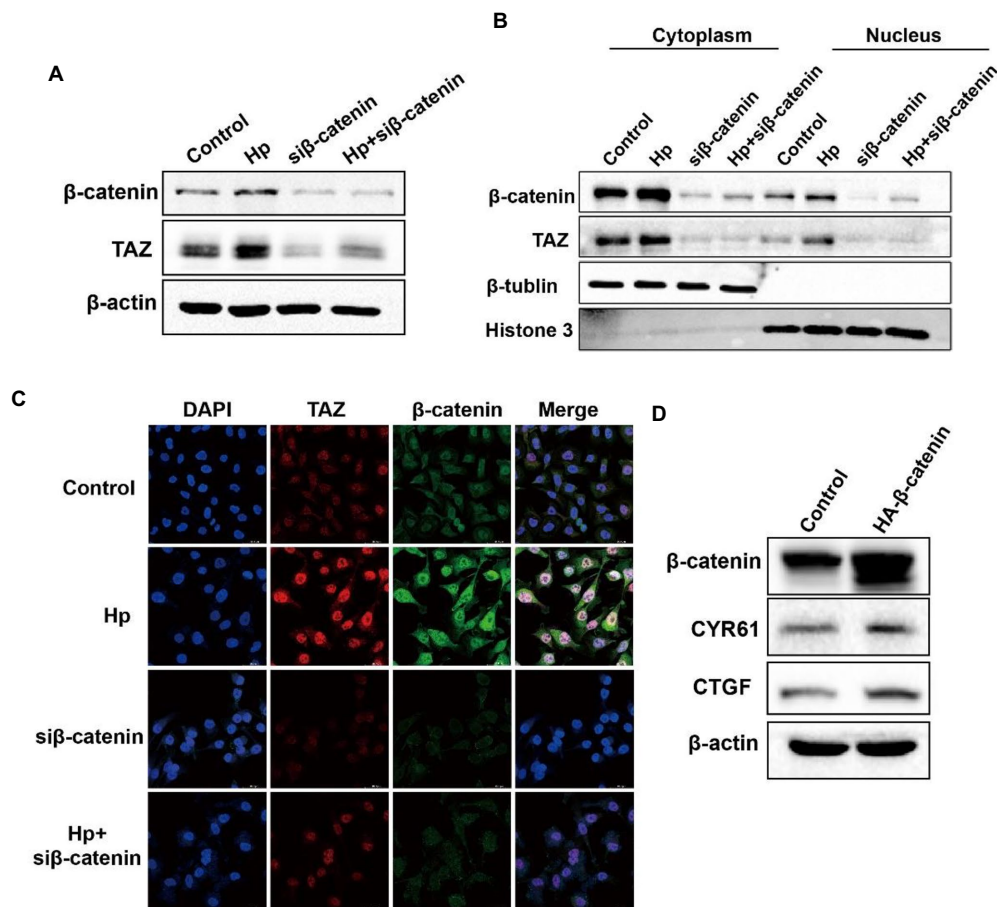 A
Control
Hp
siβ-catenin
Hp+siβ-catenin
β-catenin
TAZ
β-actin
B
Cytoplasm
Nucleus
Control
Hp
siβ-catenin
Hp+siβ-catenin
Control
Hp
siβ-catenin
Hp+siβ-catenin
β-catenin
TAZ
β-tublin
Histone 3
C
DAPI
TAZ
β-catenin
Merge
Control
Hp
siβ-catenin
Hp+
siβ-catenin
D
Control
HA-β-catenin
β-catenin
CYR61
CTGF
β-actin